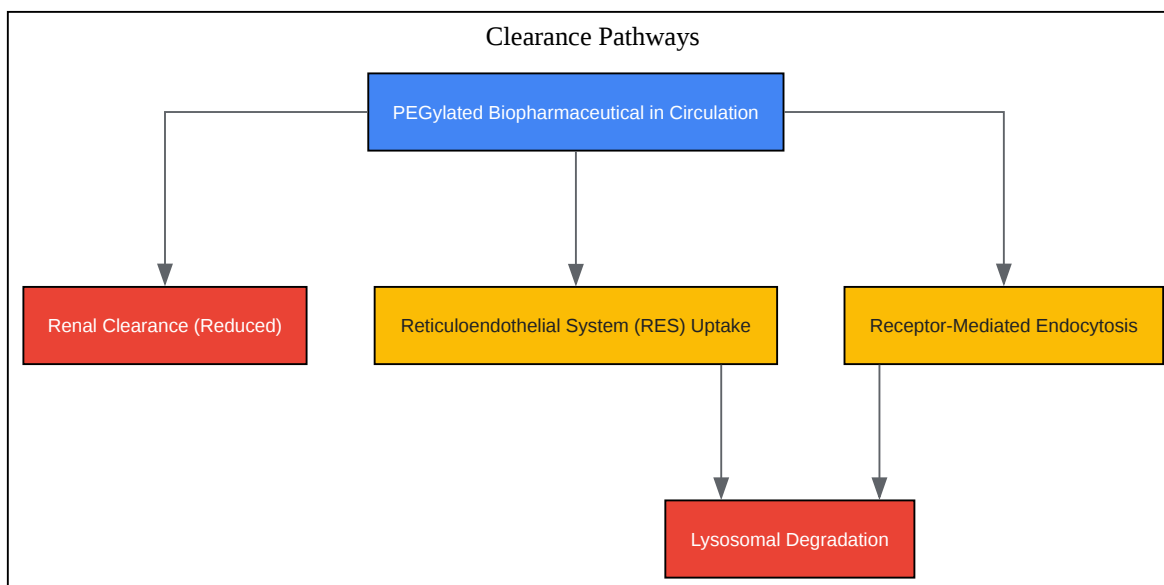 Clearance Pathways
PEGylated Biopharmaceutical in Circulation
Renal Clearance (Reduced)
Reticuloendothelial System (RES) Uptake
Receptor-Mediated Endocytosis
Lysosomal Degradation